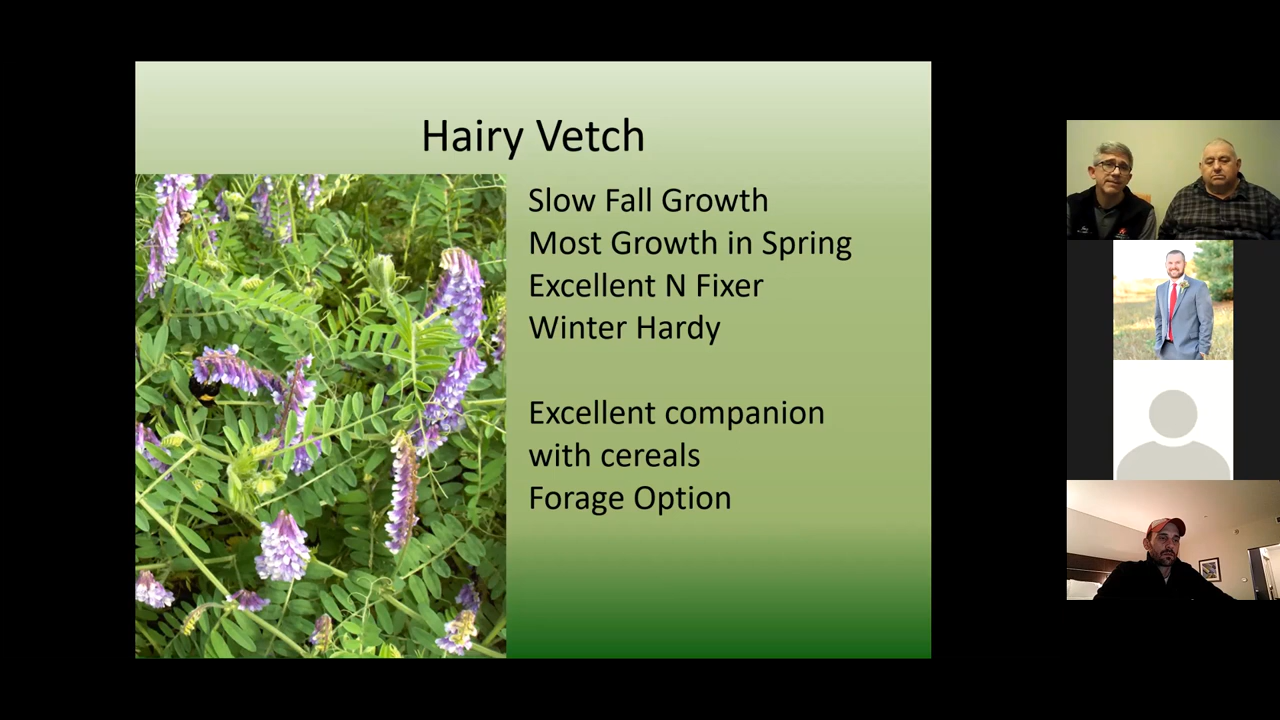 Hairy Vetch
Slow Fall Growth
Most Growth in Spring
Excellent N Fixer
Winter Hardy
Excellent companion
with cereals
Forage Option